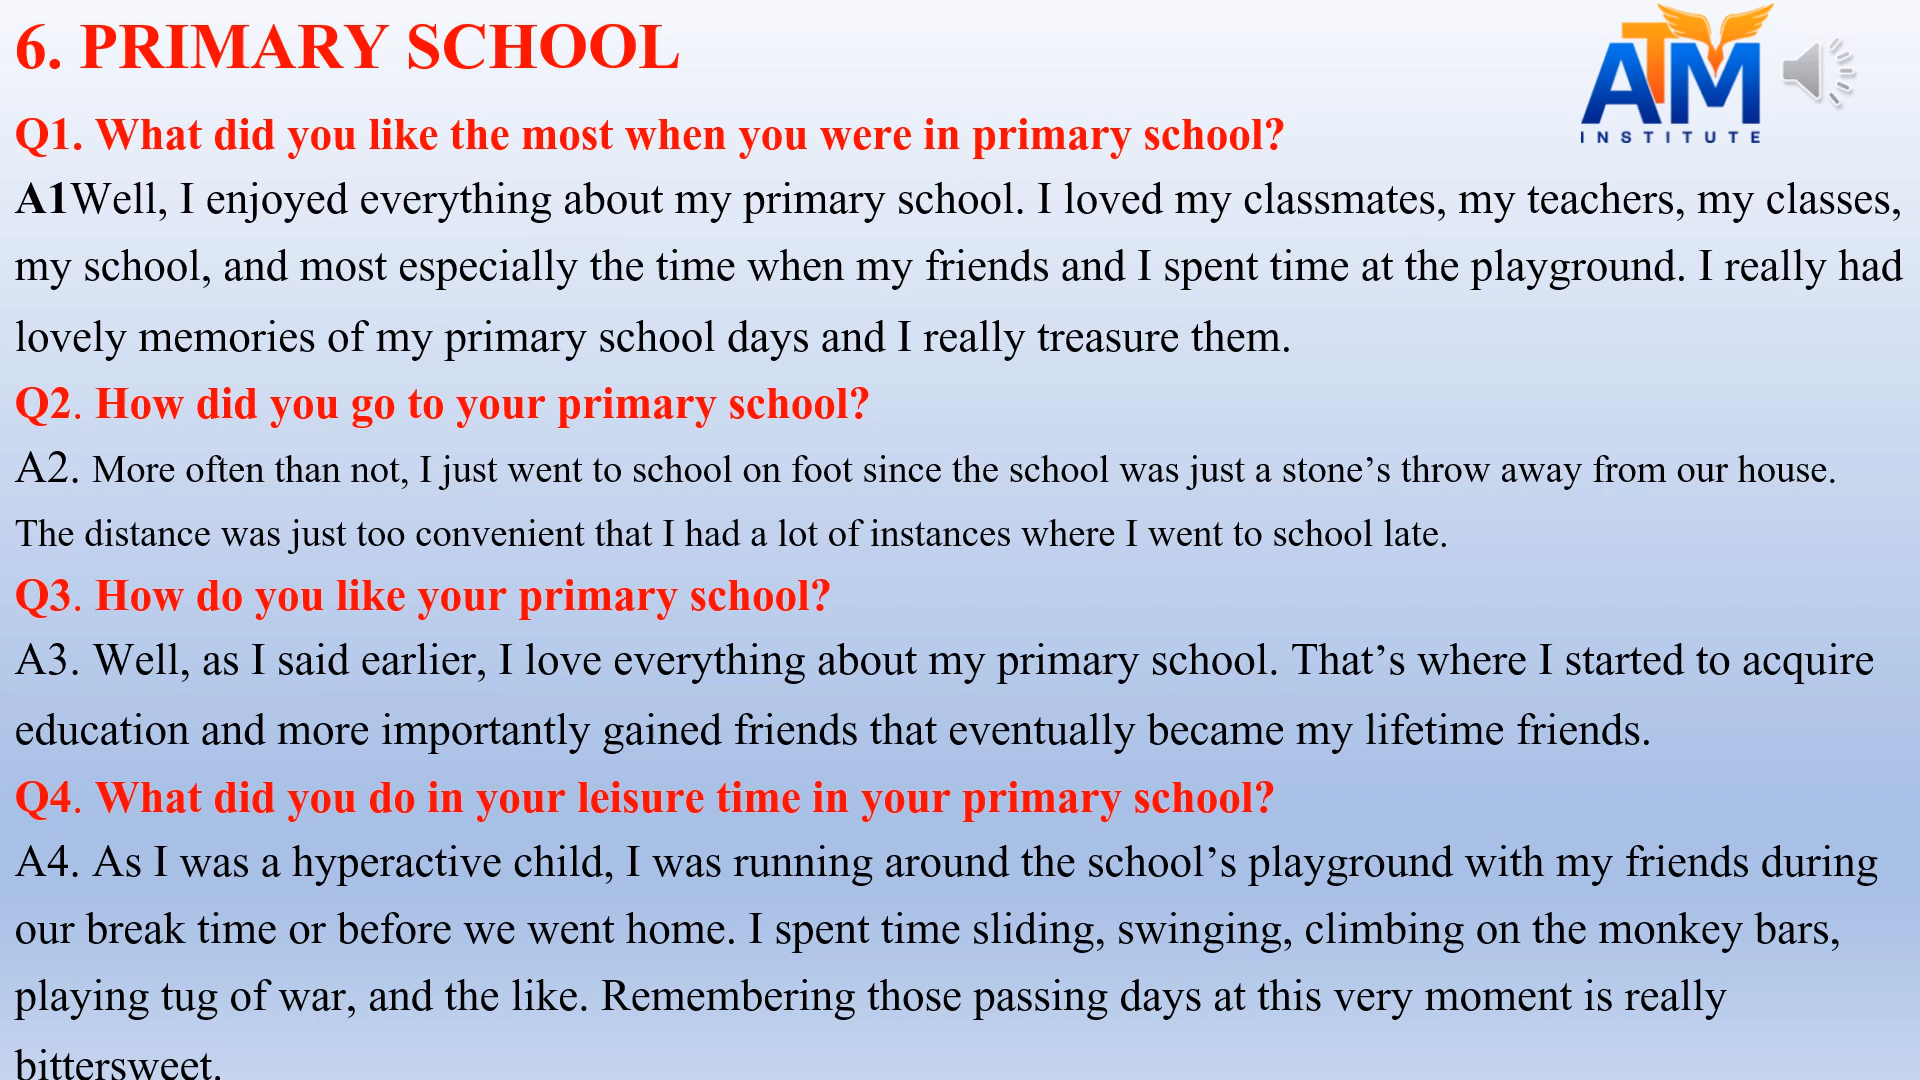 6. PRIMARY SCHOOL
ATM
INSTITUTE
Q1. What did you like the most when you were in primary school?
A1Well, I enjoyed everything about my primary school. I loved my classmates, my teachers, my classes,
my school, and most especially the time when my friends and I spent time at the playground. I really had
lovely memories of my primary school days and I really treasure them.
Q2. How did you go to your primary school?
A2. More often than not, I just went to school on foot since the school was just a stone’s throw away from our house.
The distance was just too convenient that I had a lot of instances where I went to school late.
Q3. How do you like your primary school?
A3. Well, as I said earlier, I love everything about my primary school. That’s where I started to acquire
education and more importantly gained friends that eventually became my lifetime friends.
Q4. What did you do in your leisure time in your primary school?
A4. As I was a hyperactive child, I was running around the school’s playground with my friends during
our break time or before we went home. I spent time sliding, swinging, climbing on the monkey bars,
playing tug of war, and the like. Remembering those passing days at this very moment is really
bittersweet.